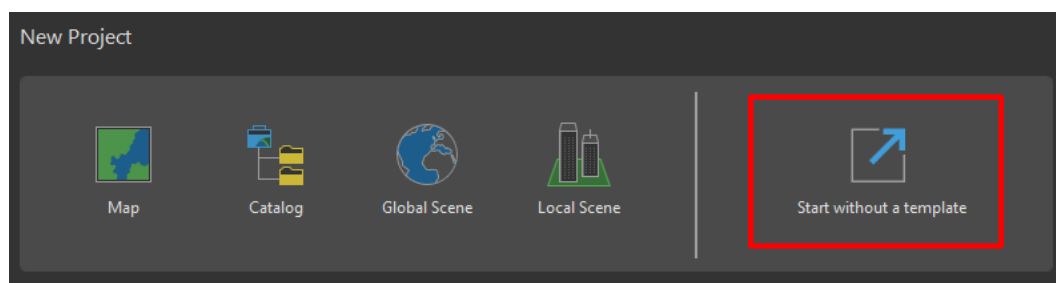 New Project
Map
Catalog
Global Scene
Local Scene
Start without a template